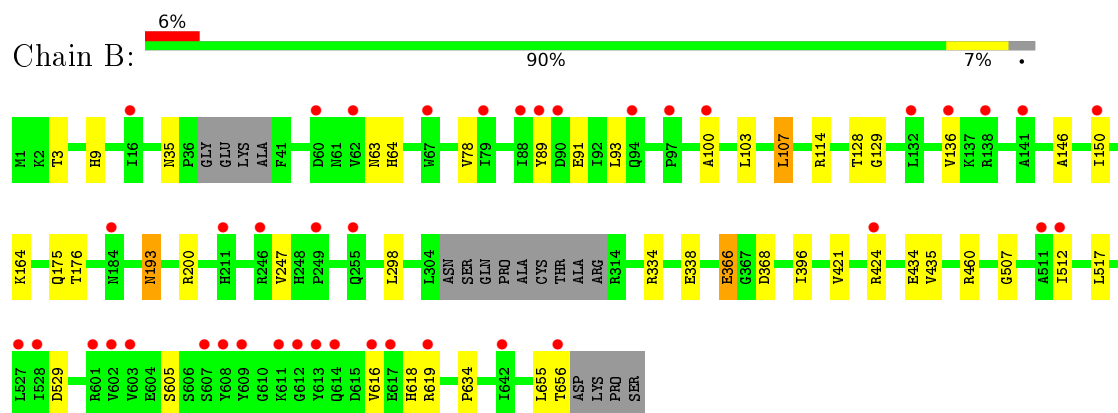 6%
Chain B:
90% 7% •
M1 K2 T3 H9 I16 N35 P36 GLY GLU LYS ALA F41 D60 N61 V62 N63 H64 W67 V78 I79 I88 Y89 D90 E91 I92 L93 Q94 P97 A100 L103 L107 R114 T128 G129 L132 V136 K137 R138 A141 A146 I150
K164 Q175 T176 N184 N193 R200 H211 R246 V247 H248 P249 Q255 L298 L304 ASN SER GLN PRO ALA CYS THR ALA ARG R314 R334 E338 E366 G367 D368 I396 V421 R424 E434 V435 R460 G507 A511 I512 L517
L527 I528 D529 R601 V602 V603 E604 S605 S606 S607 Y608 Y609 G610 K611 G612 Y613 Q614 D615 V616 E617 H618 R619 P634 I642 L655 T656 ASP LYS PRO SER